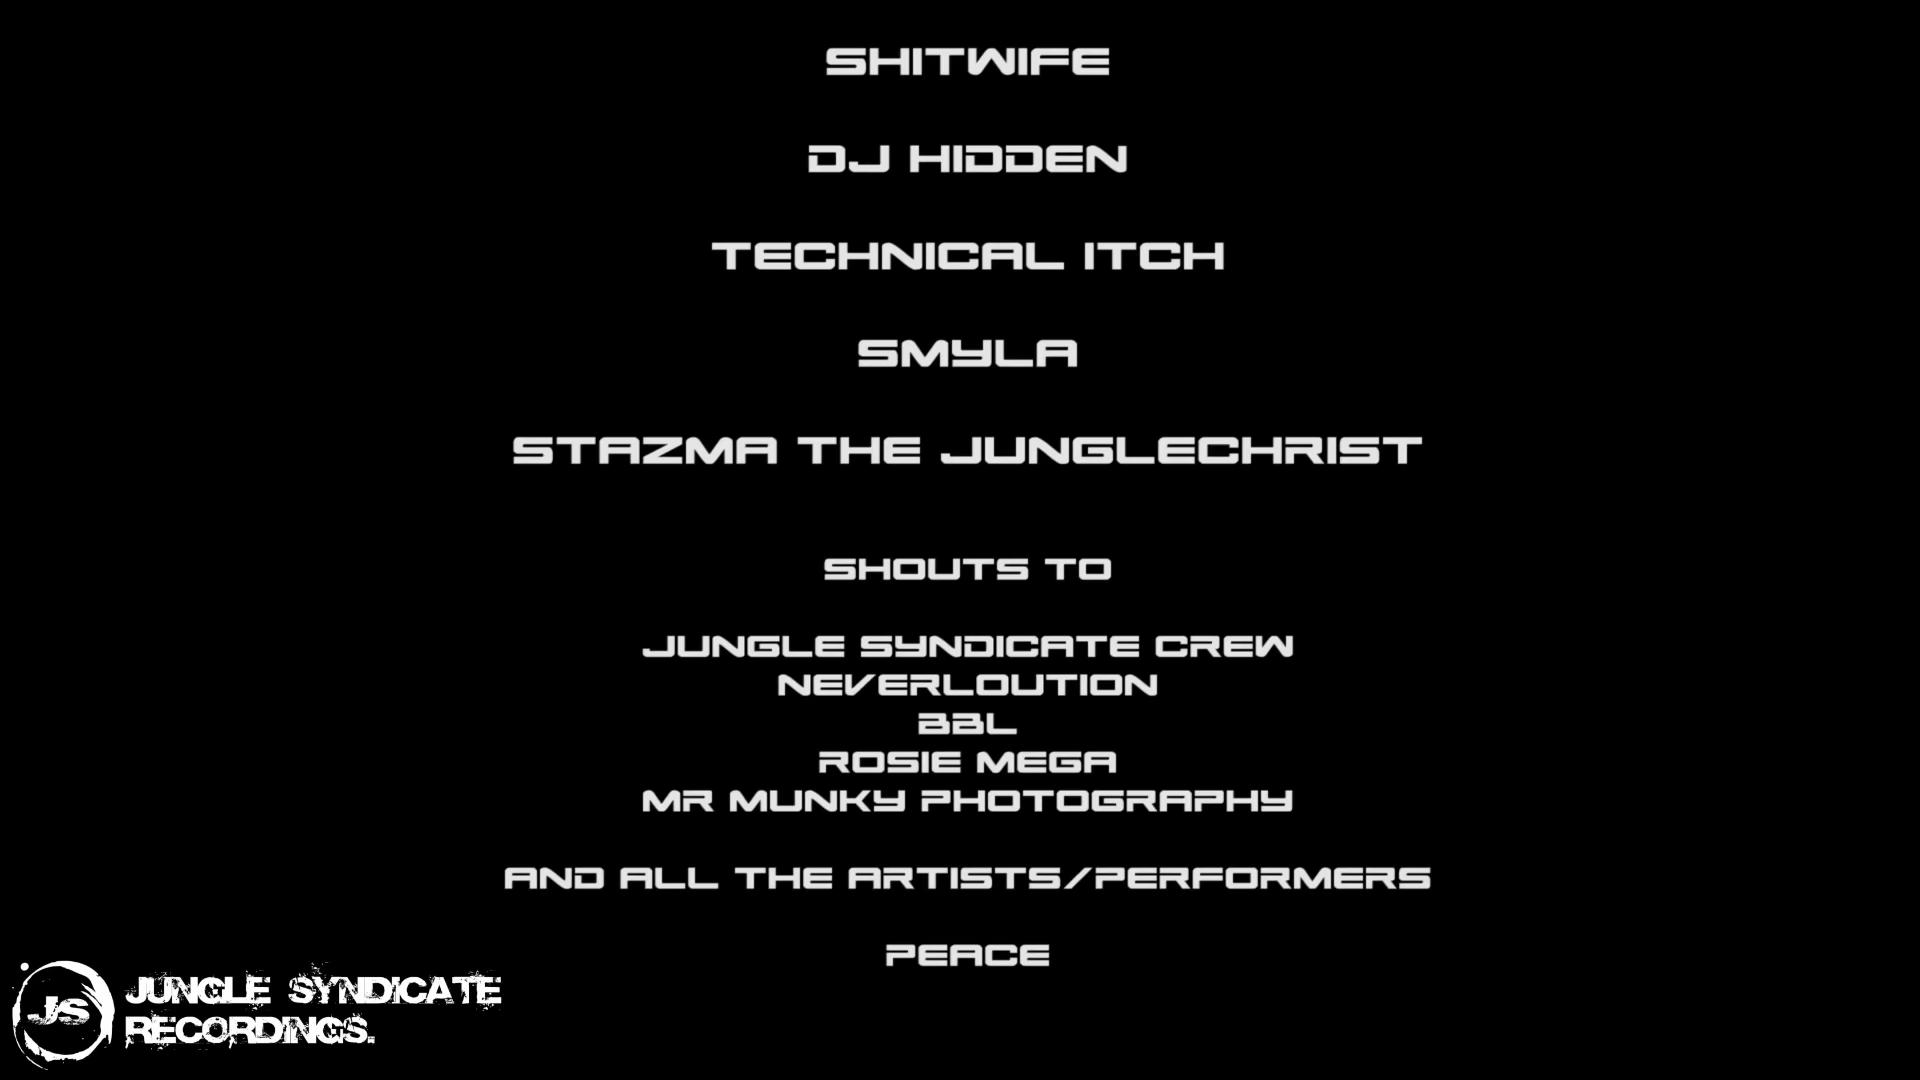 SHITWIFE
DJ HIDDEN
TECHNICAL ITCH
SMYLA
STAZMA THE JUNGLECHRIST
SHOUTS TO
JUNGLE SYNDICATE CREW
NEVERLOUTION
BBL
ROSIE MEGA
MR MUNKY PHOTOGRAPHY
AND ALL THE ARTISTS/PERFORMERS
PEACE
JS
JUNGLE SYNDICATE
RECORDINGS.